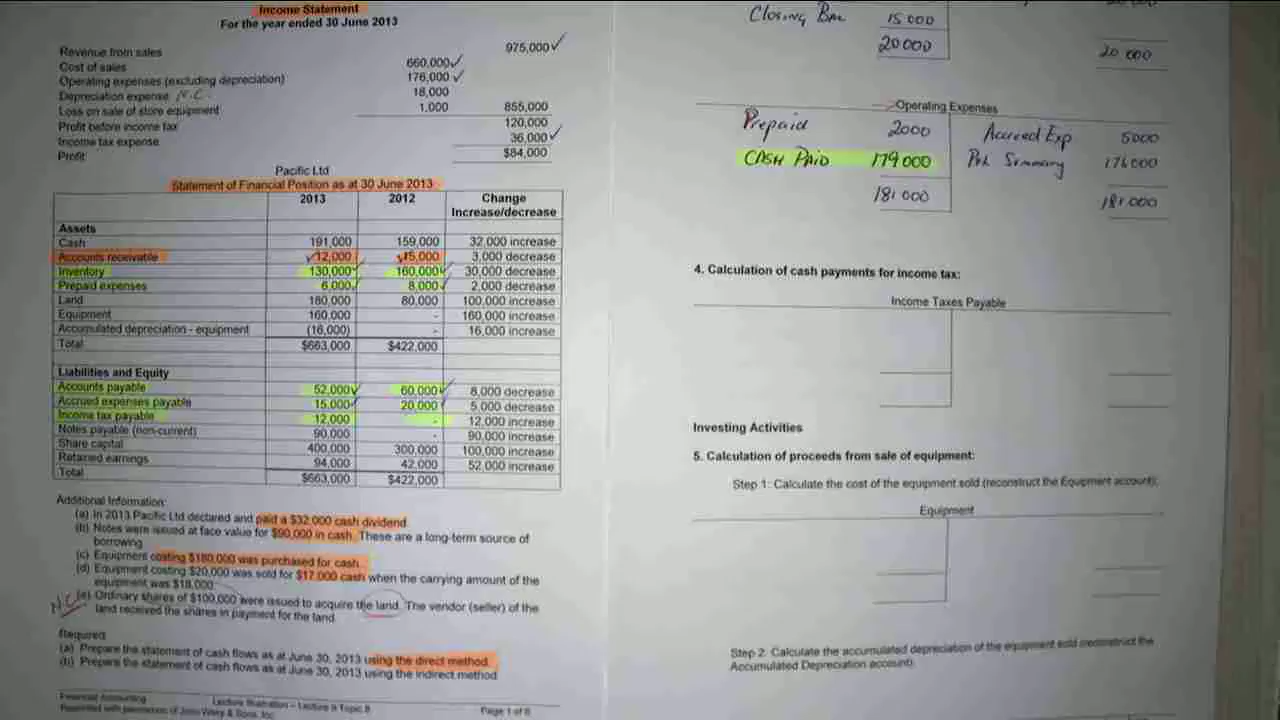 Income Statement
For the year ended 30 June 2013
Revenue from sales 975,000
Cost of sales 660,000
Operating expenses (excluding depreciation) 176,000
Depreciation expense N.C. 18,000
Loss on sale of store equipment 1,000 855,000
Profit before income tax 120,000
Income tax expense 36,000
Profit $84,000
Pacific Ltd
Statement of Financial Position as at 30 June 2013
2013 2012 Change
Increase/decrease
Assets
Cash 191,000 159,000 32,000 increase
Accounts receivable 12,000 15,000 3,000 decrease
Inventory 130,000 160,000 30,000 decrease
Prepaid expenses 6,000 8,000 2,000 decrease
Land 180,000 80,000 100,000 increase
Equipment 160,000 - 160,000 increase
Accumulated depreciation - equipment (16,000) - 16,000 increase
Total $663,000 $422,000
Liabilities and Equity
Accounts payable 52,000 60,000 8,000 decrease
Accrued expenses payable 15,000 20,000 5,000 decrease
Income tax payable 12,000 - 12,000 increase
Notes payable (non-current) 90,000 - 90,000 increase
Share capital 400,000 300,000 100,000 increase
Retained earnings 94,000 42,000 52,000 increase
Total $663,000 $422,000
Additional Information:
(a) In 2013 Pacific Ltd declared and paid a $32,000 cash dividend.
(b) Notes were issued at face value for $90,000 in cash. These are a long-term source of
borrowing.
(c) Equipment costing $180,000 was purchased for cash.
(d) Equipment costing $20,000 was sold for $17,000 cash when the carrying amount of the
equipment was $18,000.
N.C (e) Ordinary shares of $100,000 were issued to acquire the land. The vendor (seller) of the
land received the shares in payment for the land.
Required:
(a) Prepare the statement of cash flows as at June 30, 2013 using the direct method.
(b) Prepare the statement of cash flows as at June 30, 2013 using the indirect method.
Financial Accounting Lecture Illustration – Lecture 9 Topic 8
Reprinted with permission of John Wiley & Sons, Inc. Page 1 of 8
Closing Bal 15 000
20 000 20 000
Operating Expenses
Prepaid 2000 Accrued Exp 5000
CASH PAID 179 000 P&L Summary 176 000
181 000 181 000
4. Calculation of cash payments for income tax:
Income Taxes Payable
Investing Activities
5. Calculation of proceeds from sale of equipment:
Step 1: Calculate the cost of the equipment sold (reconstruct the Equipment account);
Equipment
Step 2: Calculate the accumulated depreciation of the equipment sold (reconstruct the
Accumulated Depreciation account):